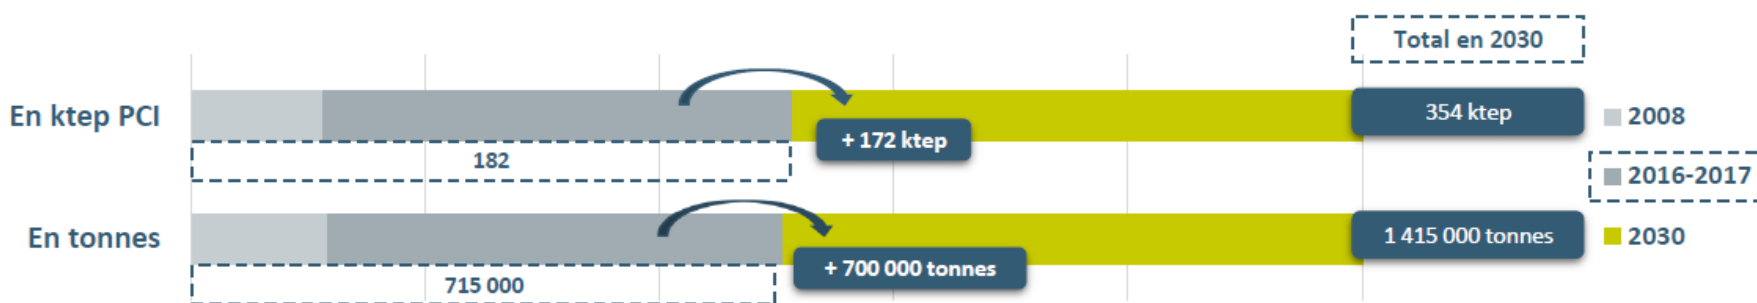 Total en 2030
En ktep PCI
354 ktep
2008
+ 172 ktep
182
2016-2017
En tonnes
1 415 000 tonnes
2030
+ 700 000 tonnes
715 000